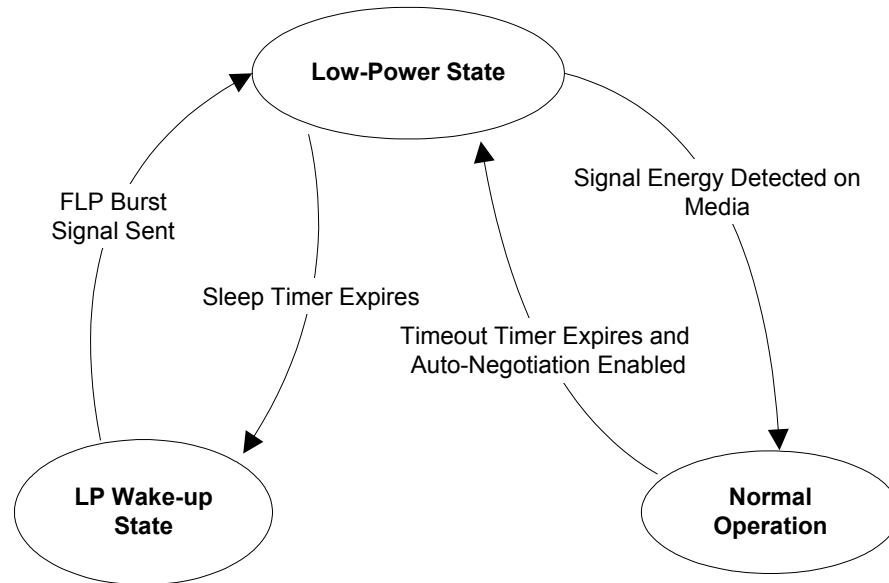 Low-Power State
FLP Burst
Signal Sent
Signal Energy Detected on
Media
Sleep Timer Expires
Timeout Timer Expires and
Auto-Negotiation Enabled
LP Wake-up
State
Normal
Operation